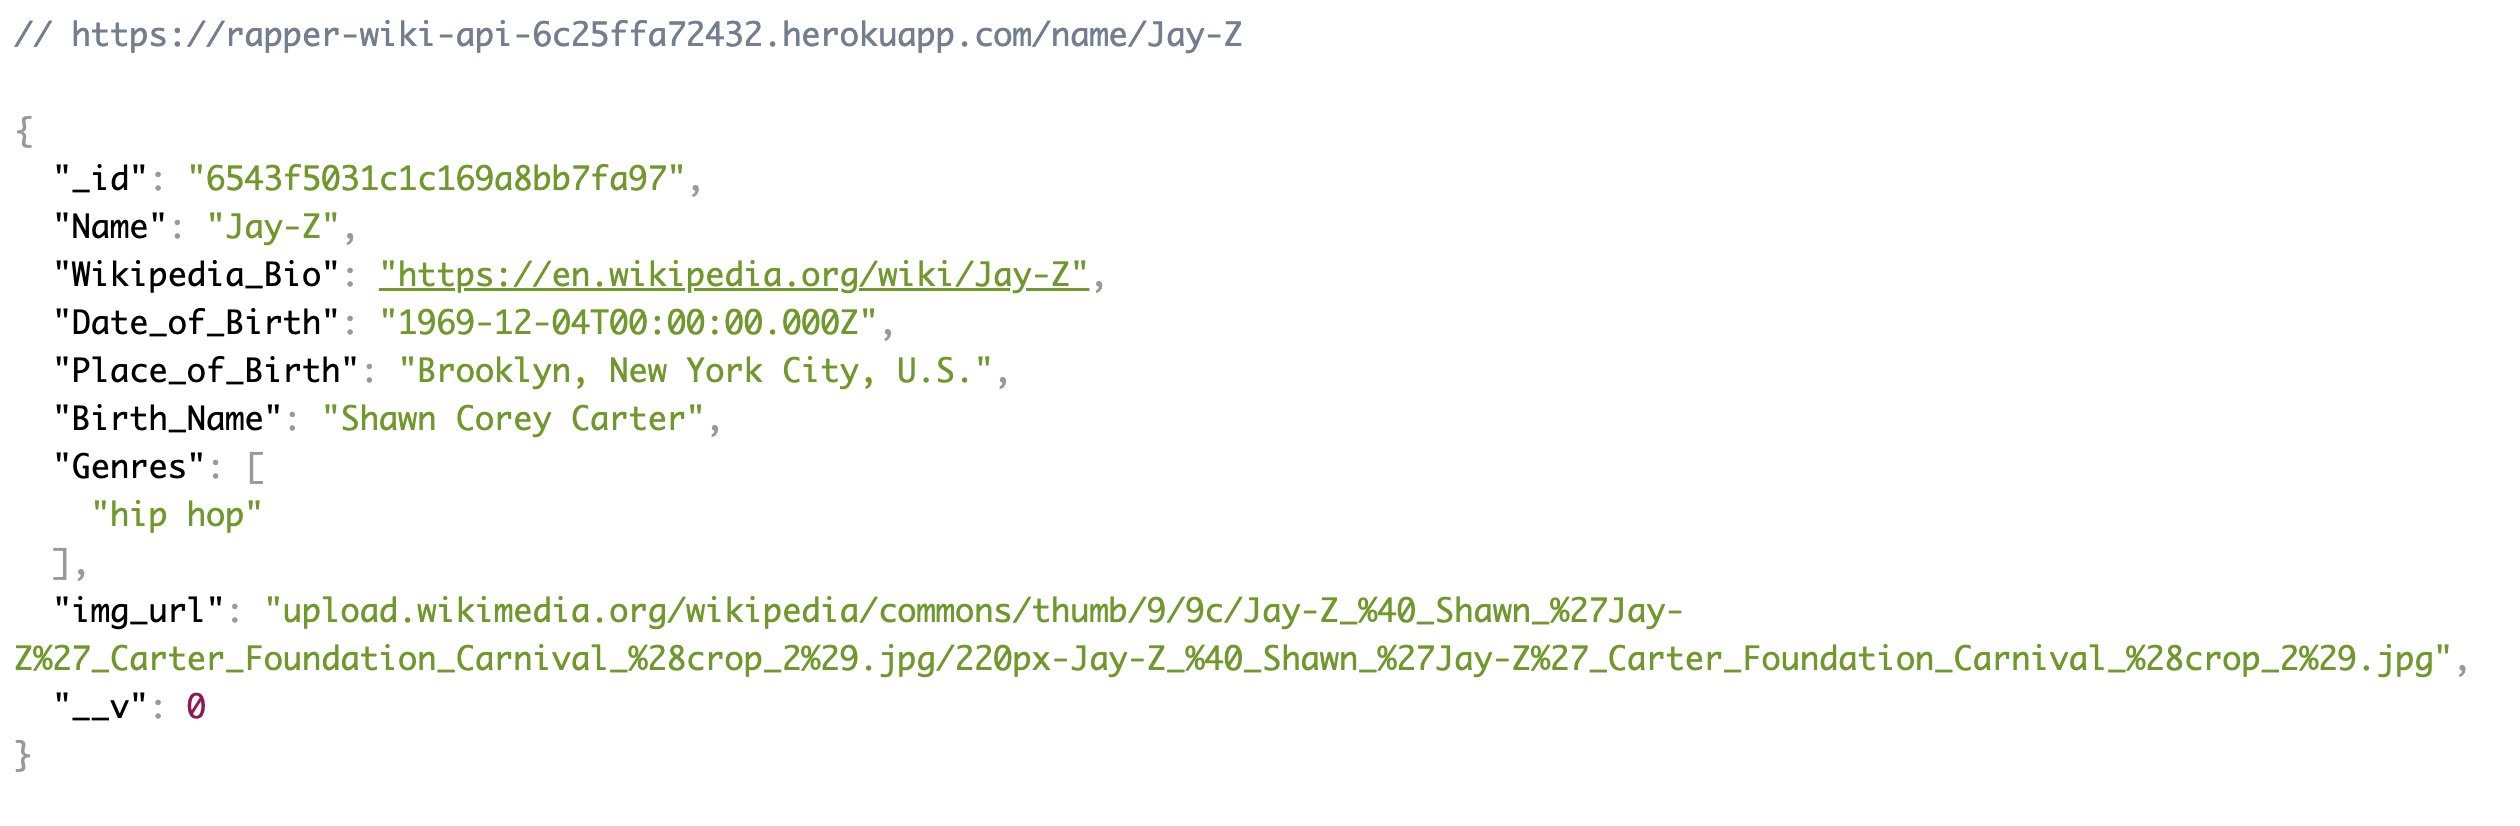 // https://rapper-wiki-api-6c25ffa72432.herokuapp.com/name/Jay-Z
{
"_id": "6543f5031c1c169a8bb7fa97",
"Name": "Jay-Z",
"Wikipedia_Bio": "https://en.wikipedia.org/wiki/Jay-Z",
"Date_of_Birth": "1969-12-04T00:00:00.000Z",
"Place_of_Birth": "Brooklyn, New York City, U.S.",
"Birth_Name": "Shawn Corey Carter",
"Genres": [
"hip hop"
],
"img_url": "upload.wikimedia.org/wikipedia/commons/thumb/9/9c/Jay-Z_%40_Shawn_%27Jay-
Z%27_Carter_Foundation_Carnival_%28crop_2%29.jpg/220px-Jay-Z_%40_Shawn_%27Jay-Z%27_Carter_Foundation_Carnival_%28crop_2%29.jpg",
"__v": 0
}